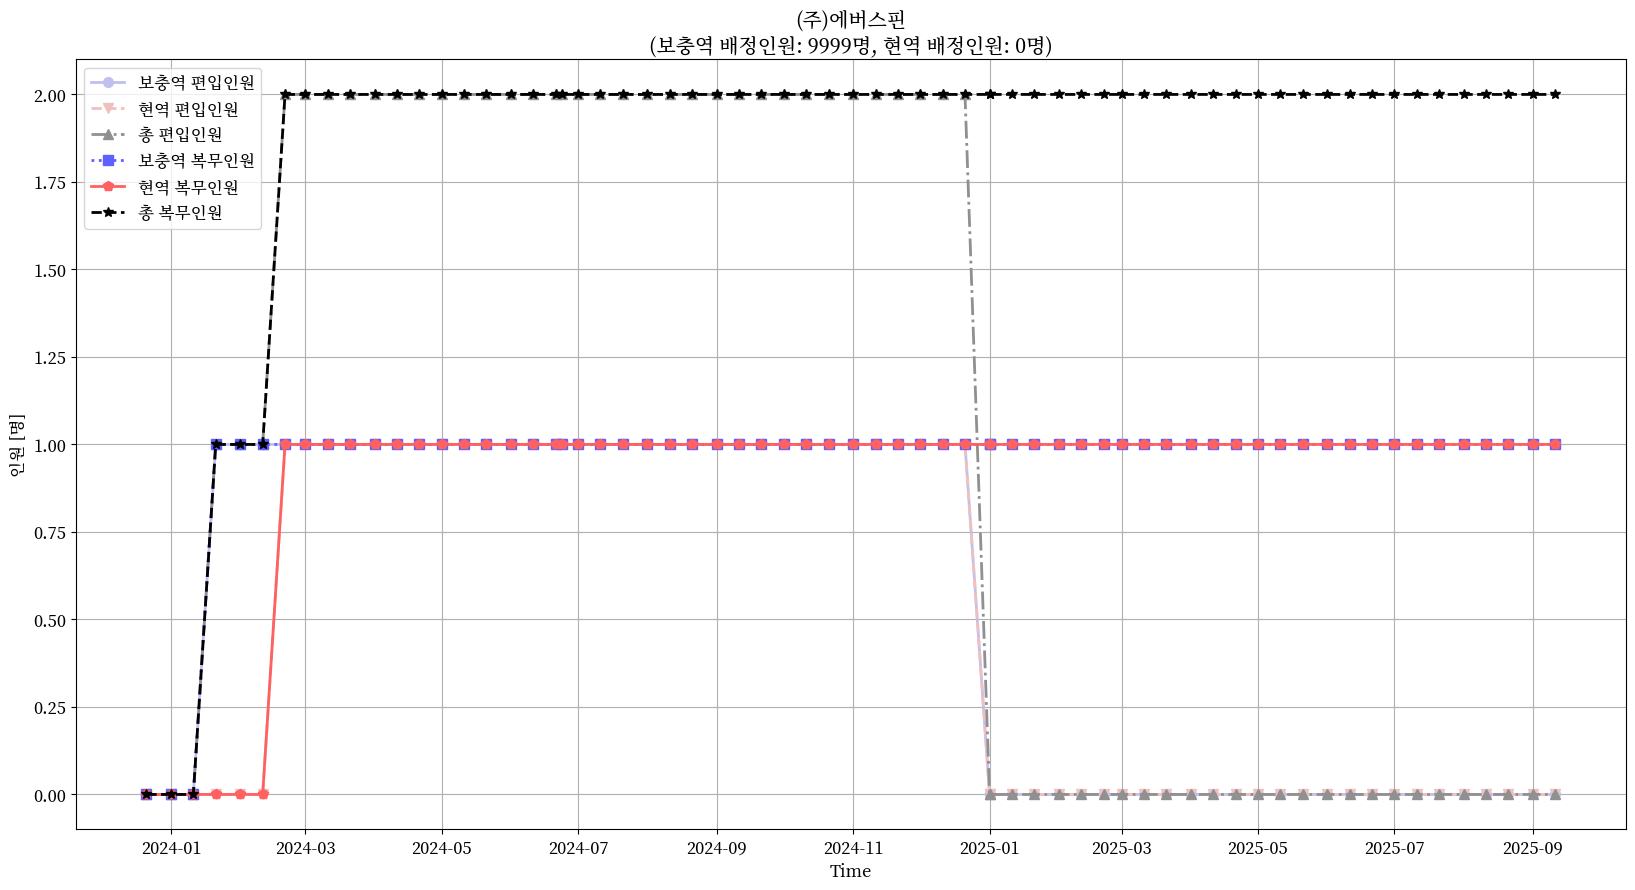 (주)에버스핀
(보충역 배정인원: 9999명, 현역 배정인원: 0명)
보충역 편입인원
현역 편입인원
총 편입인원
보충역 복무인원
현역 복무인원
총 복무인원
2.00
1.75
1.50
1.25
1.00
0.75
0.50
0.25
0.00
인원 [명]
2024-01 2024-03 2024-05 2024-07 2024-09 2024-11 2025-01 2025-03 2025-05 2025-07 2025-09
Time